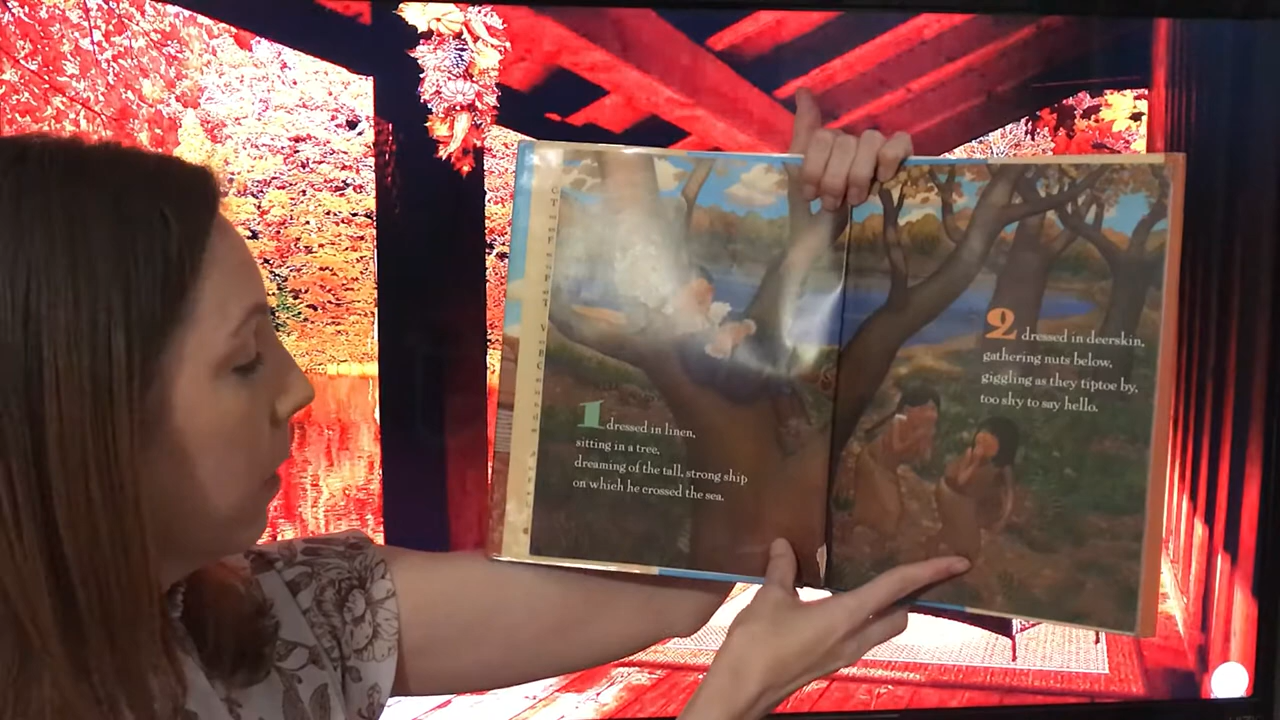 1 dressed in linen,
sitting in a tree,
dreaming of the tall, strong ship
on which he crossed the sea.
2 dressed in deerskin,
gathering nuts below,
giggling as they tiptoe by,
too shy to say hello.